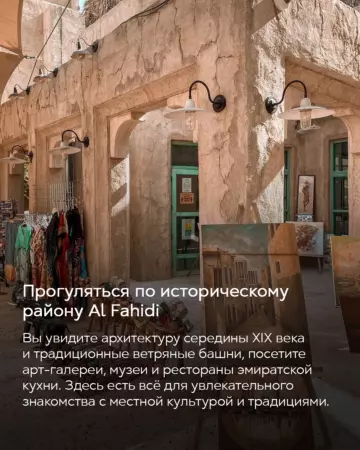 Прогуляться по историческому
району Al Fahidi
Вы увидите архитектуру середины XIX века
и традиционные ветряные башни, посетите
арт-галереи, музеи и рестораны эмиратской
кухни. Здесь есть всё для увлекательного
знакомства с местной культурой и традициями.